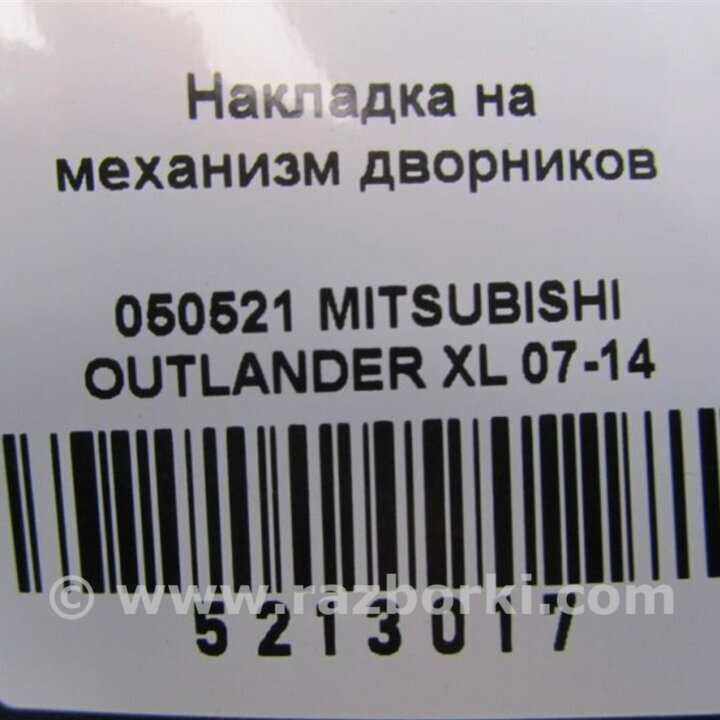 Накладка на
механизм дворников
050521 MITSUBISHI
OUTLANDER XL 07-14
© www.razborki.com
5213017